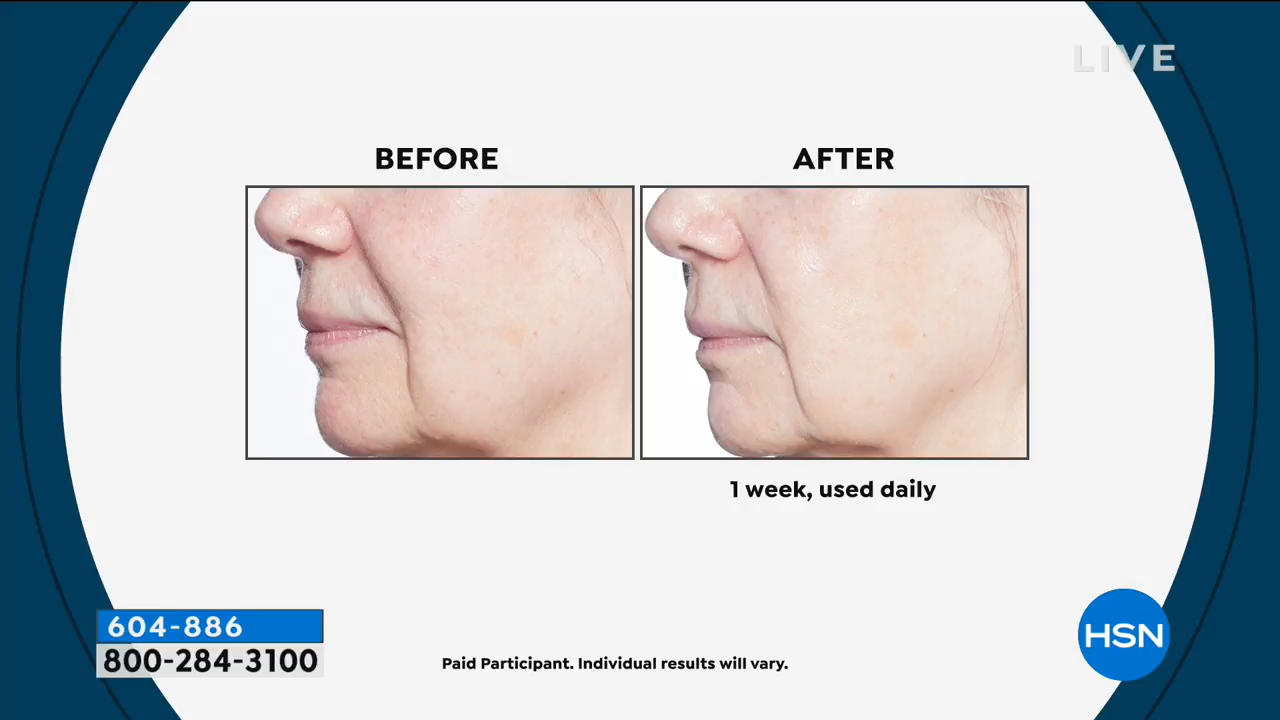 LIVE
BEFORE
AFTER
1 week, used daily
604-886
800-284-3100
Paid Participant. Individual results will vary.
HSN